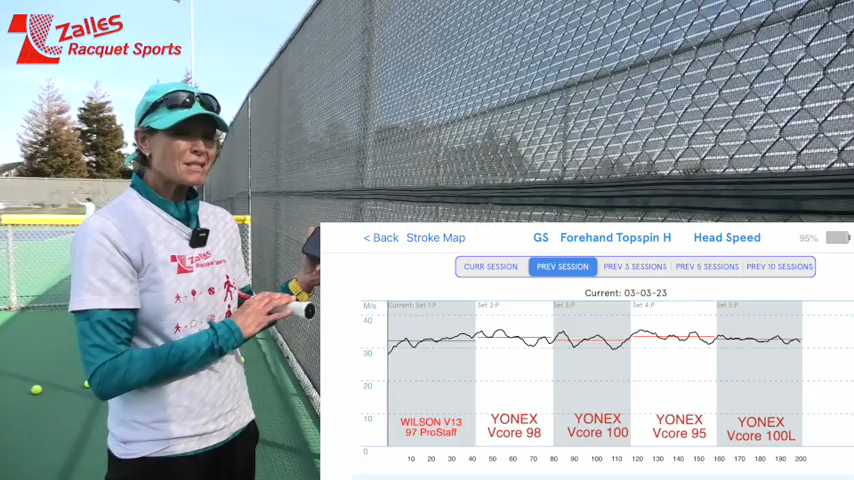 Zalles
Racquet Sports
Zalles
Racquet Sports
< Back Stroke Map GS Forehand Topspin H Head Speed 95%
CURR SESSION PREV SESSION PREV 3 SESSIONS PREV 5 SESSIONS PREV 10 SESSIONS
Current: 03-03-23
M/s Current: Set 1:P Set 2:P Set 3:P Set 4:P Set 5:P
40
30
20
10
0
WILSON V13
97 ProStaff
YONEX
Vcore 98
YONEX
Vcore 100
YONEX
Vcore 95
YONEX
Vcore 100L
10 20 30 40 50 60 70 80 90 100 110 120 130 140 150 160 170 180 190 200